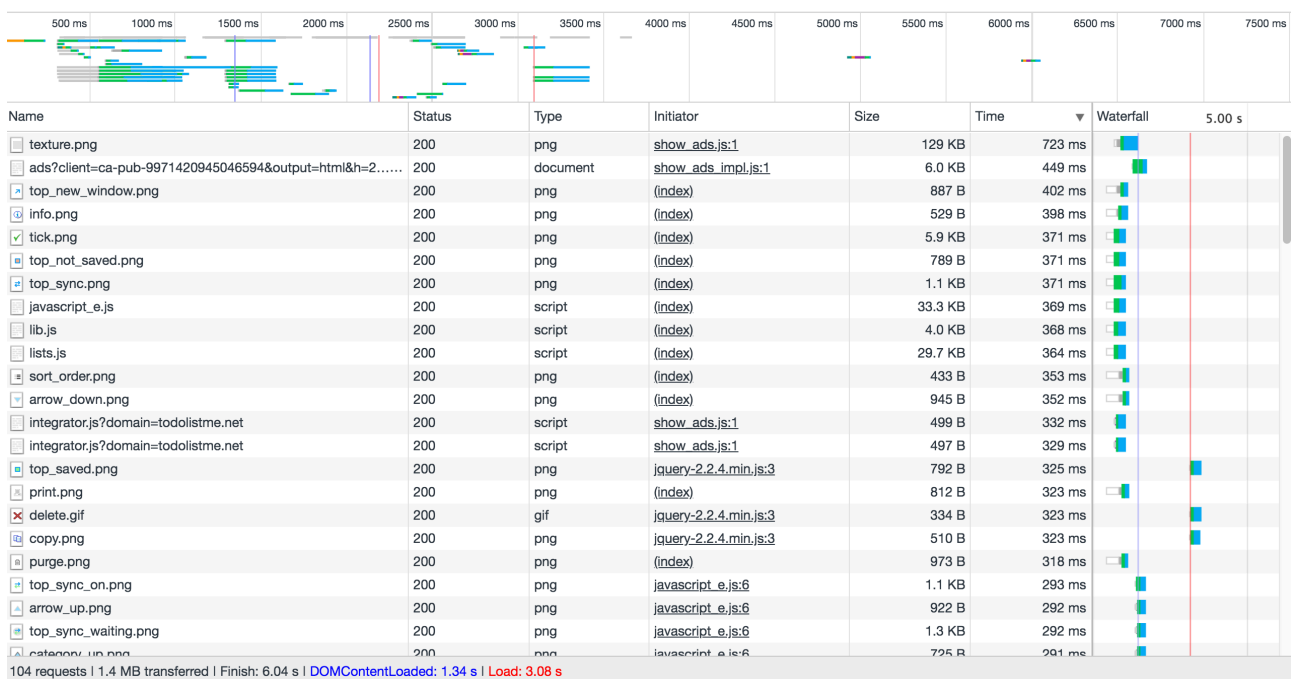 500 ms 1000 ms 1500 ms 2000 ms 2500 ms 3000 ms 3500 ms 4000 ms 4500 ms 5000 ms 5500 ms 6000 ms 6500 ms 7000 ms 7500 ms
Name Status Type Initiator Size Time ▼ Waterfall 5.00 s
texture.png 200 png show_ads.js:1 129 KB 723 ms
ads?client=ca-pub-9971420945046594&output=html&h=2...... 200 document show_ads_impl.js:1 6.0 KB 449 ms
top_new_window.png 200 png (index) 887 B 402 ms
info.png 200 png (index) 529 B 398 ms
tick.png 200 png (index) 5.9 KB 371 ms
top_not_saved.png 200 png (index) 789 B 371 ms
top_sync.png 200 png (index) 1.1 KB 371 ms
javascript_e.js 200 script (index) 33.3 KB 369 ms
lib.js 200 script (index) 4.0 KB 368 ms
lists.js 200 script (index) 29.7 KB 364 ms
sort_order.png 200 png (index) 433 B 353 ms
arrow_down.png 200 png (index) 945 B 352 ms
integrator.js?domain=todolistme.net 200 script show_ads.js:1 499 B 332 ms
integrator.js?domain=todolistme.net 200 script show_ads.js:1 497 B 329 ms
top_saved.png 200 png jquery-2.2.4.min.js:3 792 B 325 ms
print.png 200 png (index) 812 B 323 ms
delete.gif 200 gif jquery-2.2.4.min.js:3 334 B 323 ms
copy.png 200 png jquery-2.2.4.min.js:3 510 B 323 ms
purge.png 200 png (index) 973 B 318 ms
top_sync_on.png 200 png javascript_e.js:6 1.1 KB 293 ms
arrow_up.png 200 png javascript_e.js:6 922 B 292 ms
top_sync_waiting.png 200 png javascript_e.js:6 1.3 KB 292 ms
category_up.png 200 png javascript_e.js:6 725 B 291 ms
104 requests | 1.4 MB transferred | Finish: 6.04 s | DOMContentLoaded: 1.34 s | Load: 3.08 s